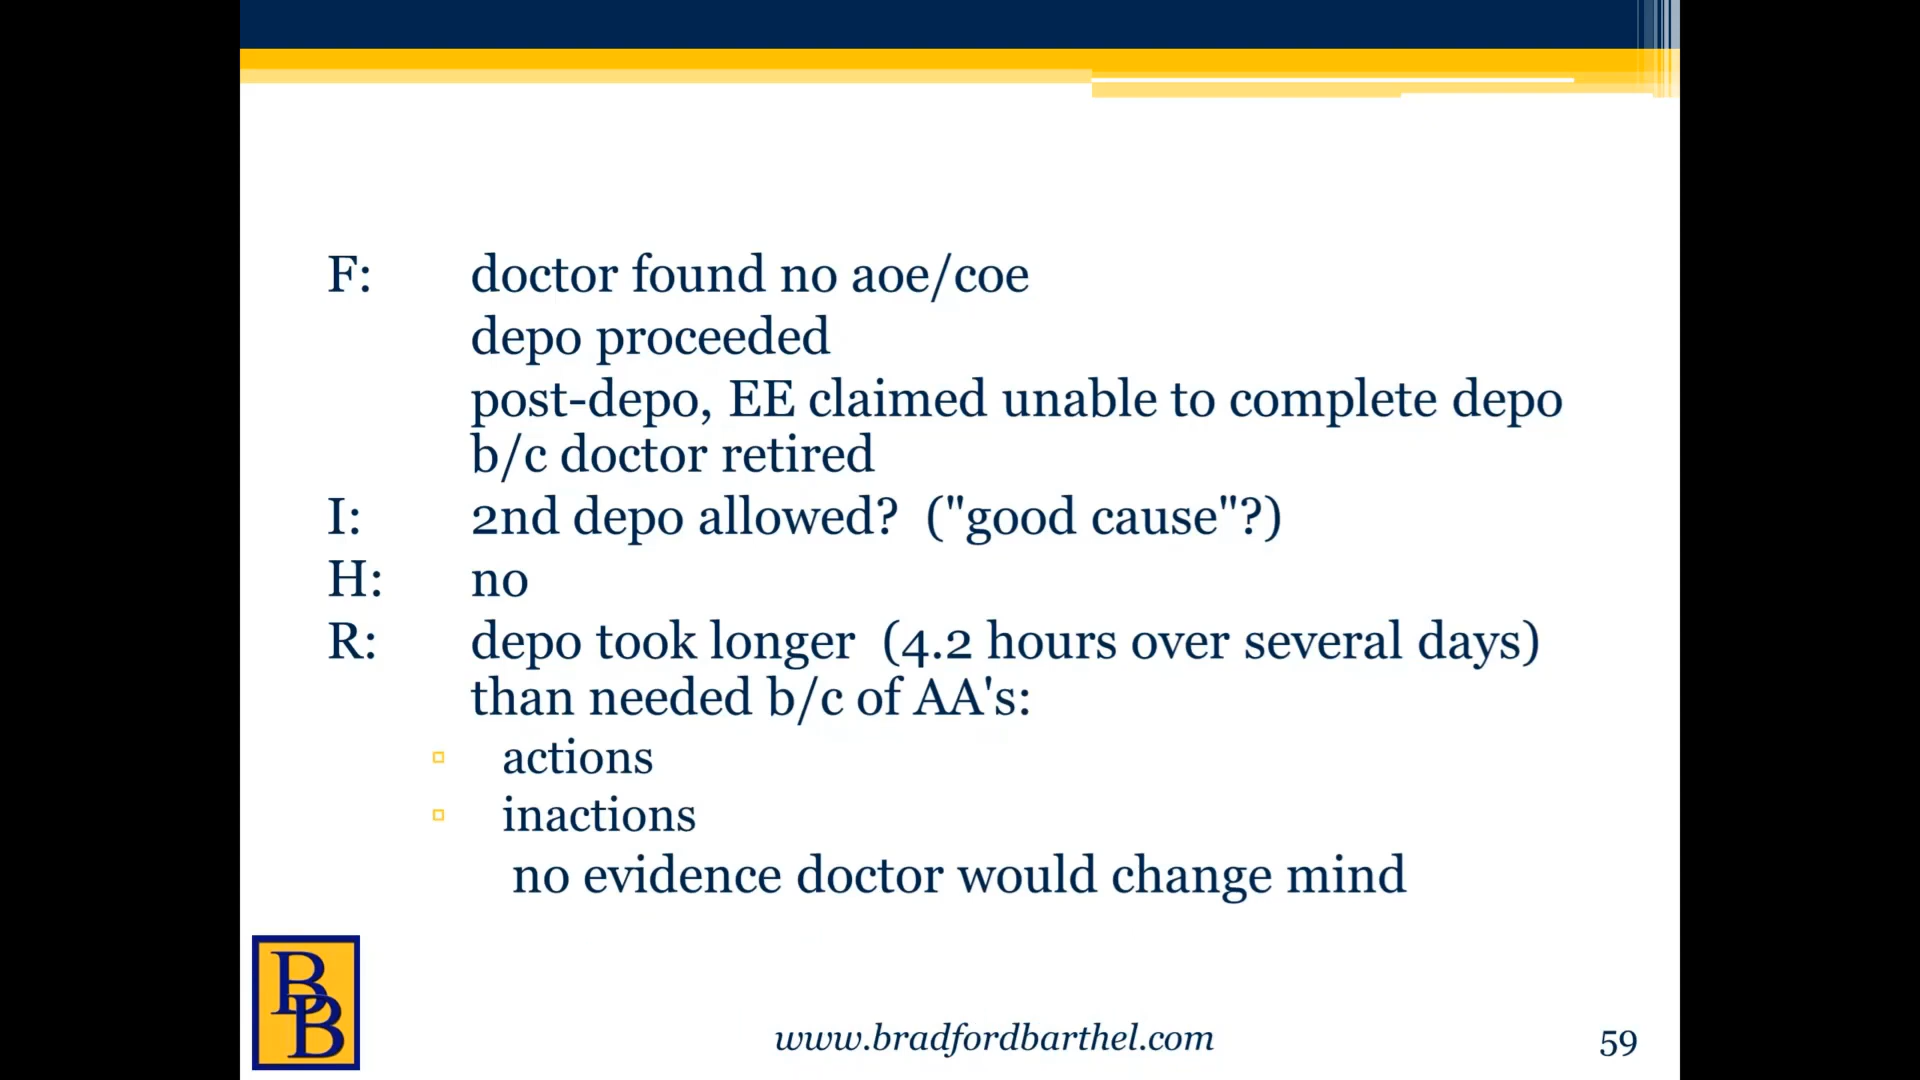 F: doctor found no aoe/coe
depo proceeded
post-depo, EE claimed unable to complete depo
b/c doctor retired
I: 2nd depo allowed? ("good cause"?)
H: no
R: depo took longer (4.2 hours over several days)
than needed b/c of AA's:
▫ actions
▫ inactions
no evidence doctor would change mind
BB
www.bradfordbarthel.com
59